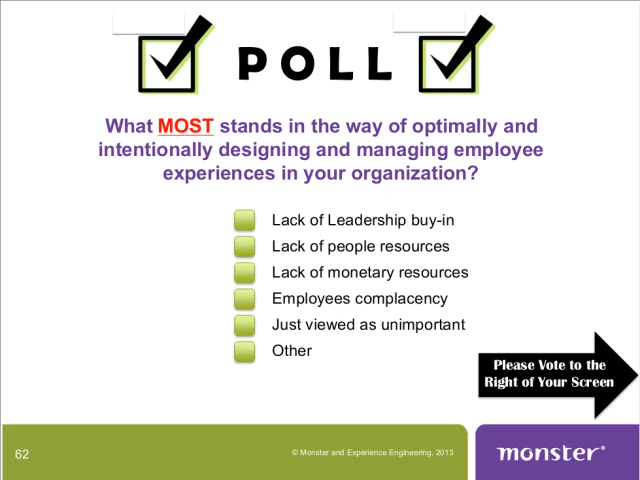 POLL
What MOST stands in the way of optimally and
intentionally designing and managing employee
experiences in your organization?
Lack of Leadership buy-in
Lack of people resources
Lack of monetary resources
Employees complacency
Just viewed as unimportant
Other
Please Vote to the
Right of Your Screen
62
© Monster and Experience Engineering, 2013
monster®